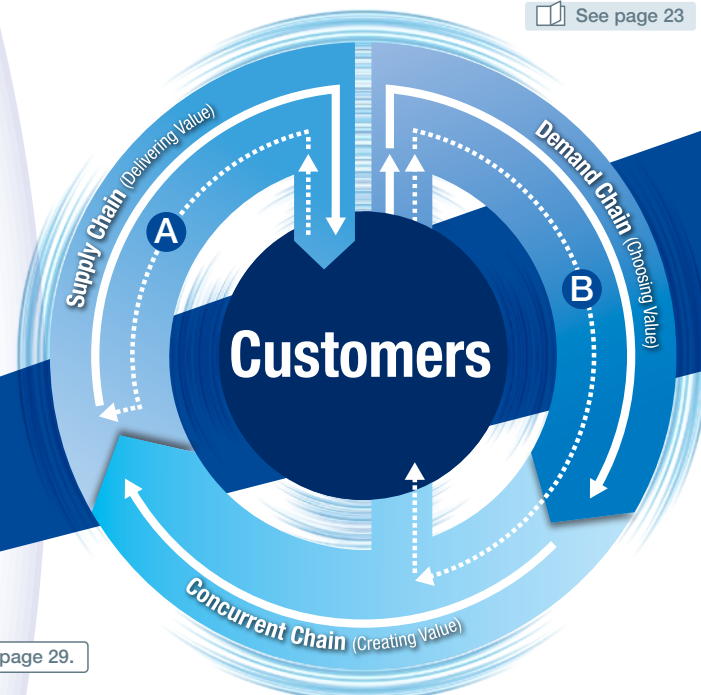 See page 23
Supply Chain (Delivering Value)
Demand Chain (Choosing Value)
A
B
Customers
Concurrent Chain (Creating Value)
page 29.